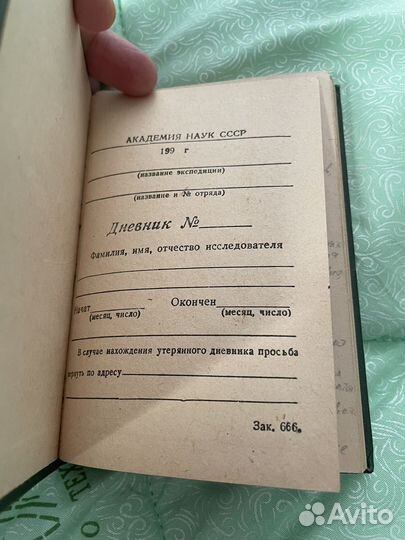 АКАДЕМИЯ НАУК СССР
199 г
(название экспедиции)
(название и № отряда)
Дневник №
Фамилия, имя, отчество исследователя
Начат Окончен
(месяц, число) (месяц, число)
В случае нахождения утерянного дневника просьба
вернуть по адресу
Зак. 666.
О ТЕХ
Avito